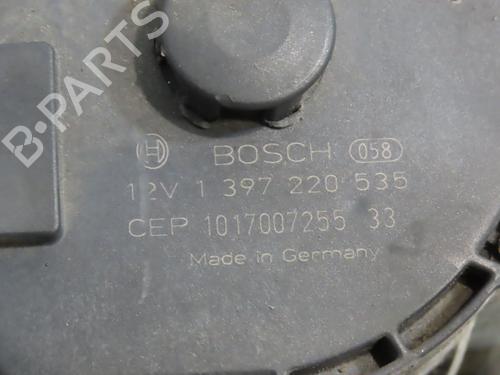 B-PARTS
BOSCH 058
12V 1 397 220 535
CEP 1017007255 33
Made in Germany